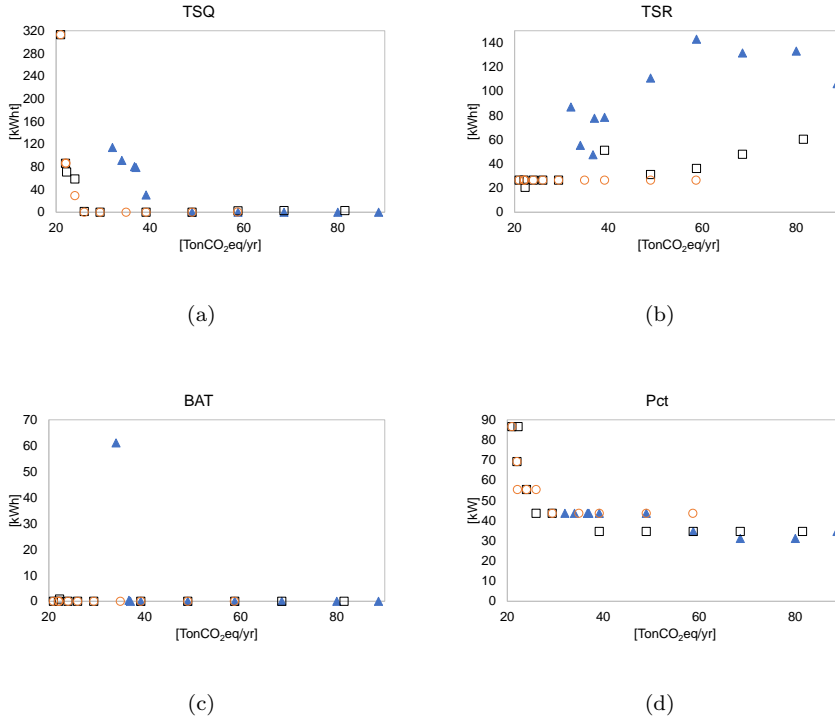 TSQ
320
280
240
200
160
120
80
40
0
[kWht]
20 40 60 80
[TonCO₂eq/yr]
(a)
TSR
140
120
100
80
60
40
20
0
[kWht]
20 40 60 80
[TonCO₂eq/yr]
(b)
BAT
70
60
50
40
30
20
10
0
[kWh]
20 40 60 80
[TonCO₂eq/yr]
(c)
Pct
90
80
70
60
50
40
30
20
10
0
[kW]
20 40 60 80
[TonCO₂eq/yr]
(d)